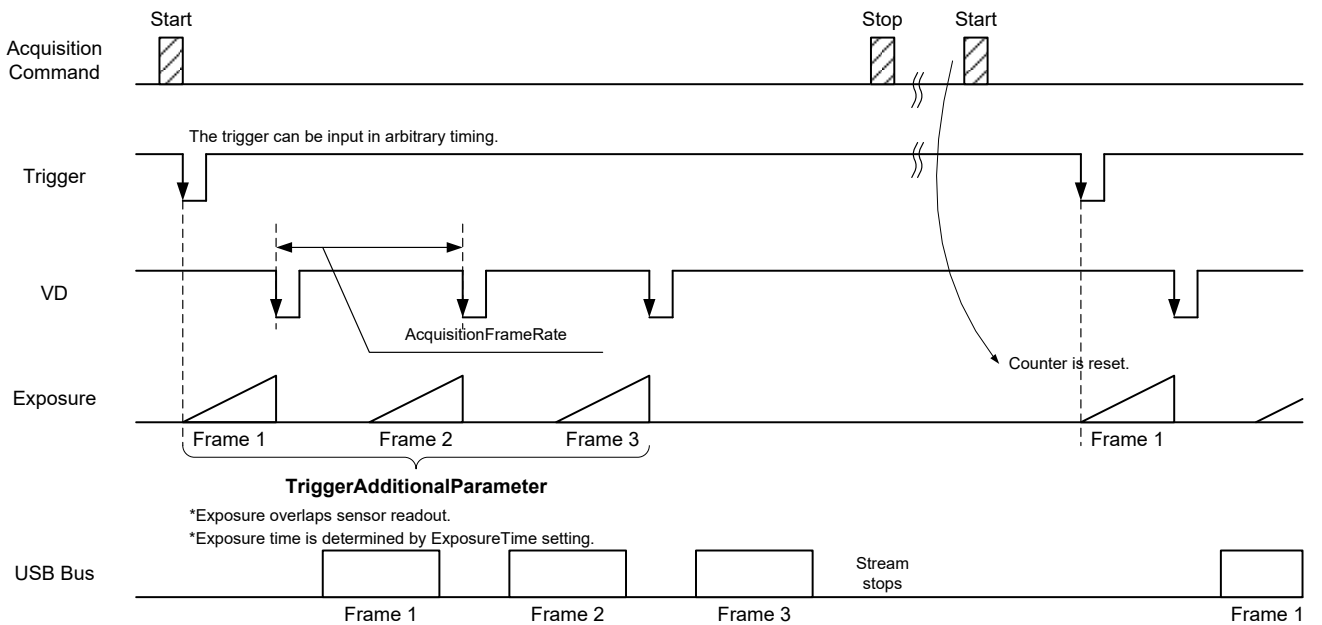 Start
Stop
Start
Acquisition
Command
The trigger can be input in arbitrary timing.
Trigger
VD
AcquisitionFrameRate
Counter is reset.
Exposure
Frame 1
Frame 2
Frame 3
Frame 1
TriggerAdditionalParameter
*Exposure overlaps sensor readout.
*Exposure time is determined by ExposureTime setting.
USB Bus
Stream
stops
Frame 1
Frame 2
Frame 3
Frame 1